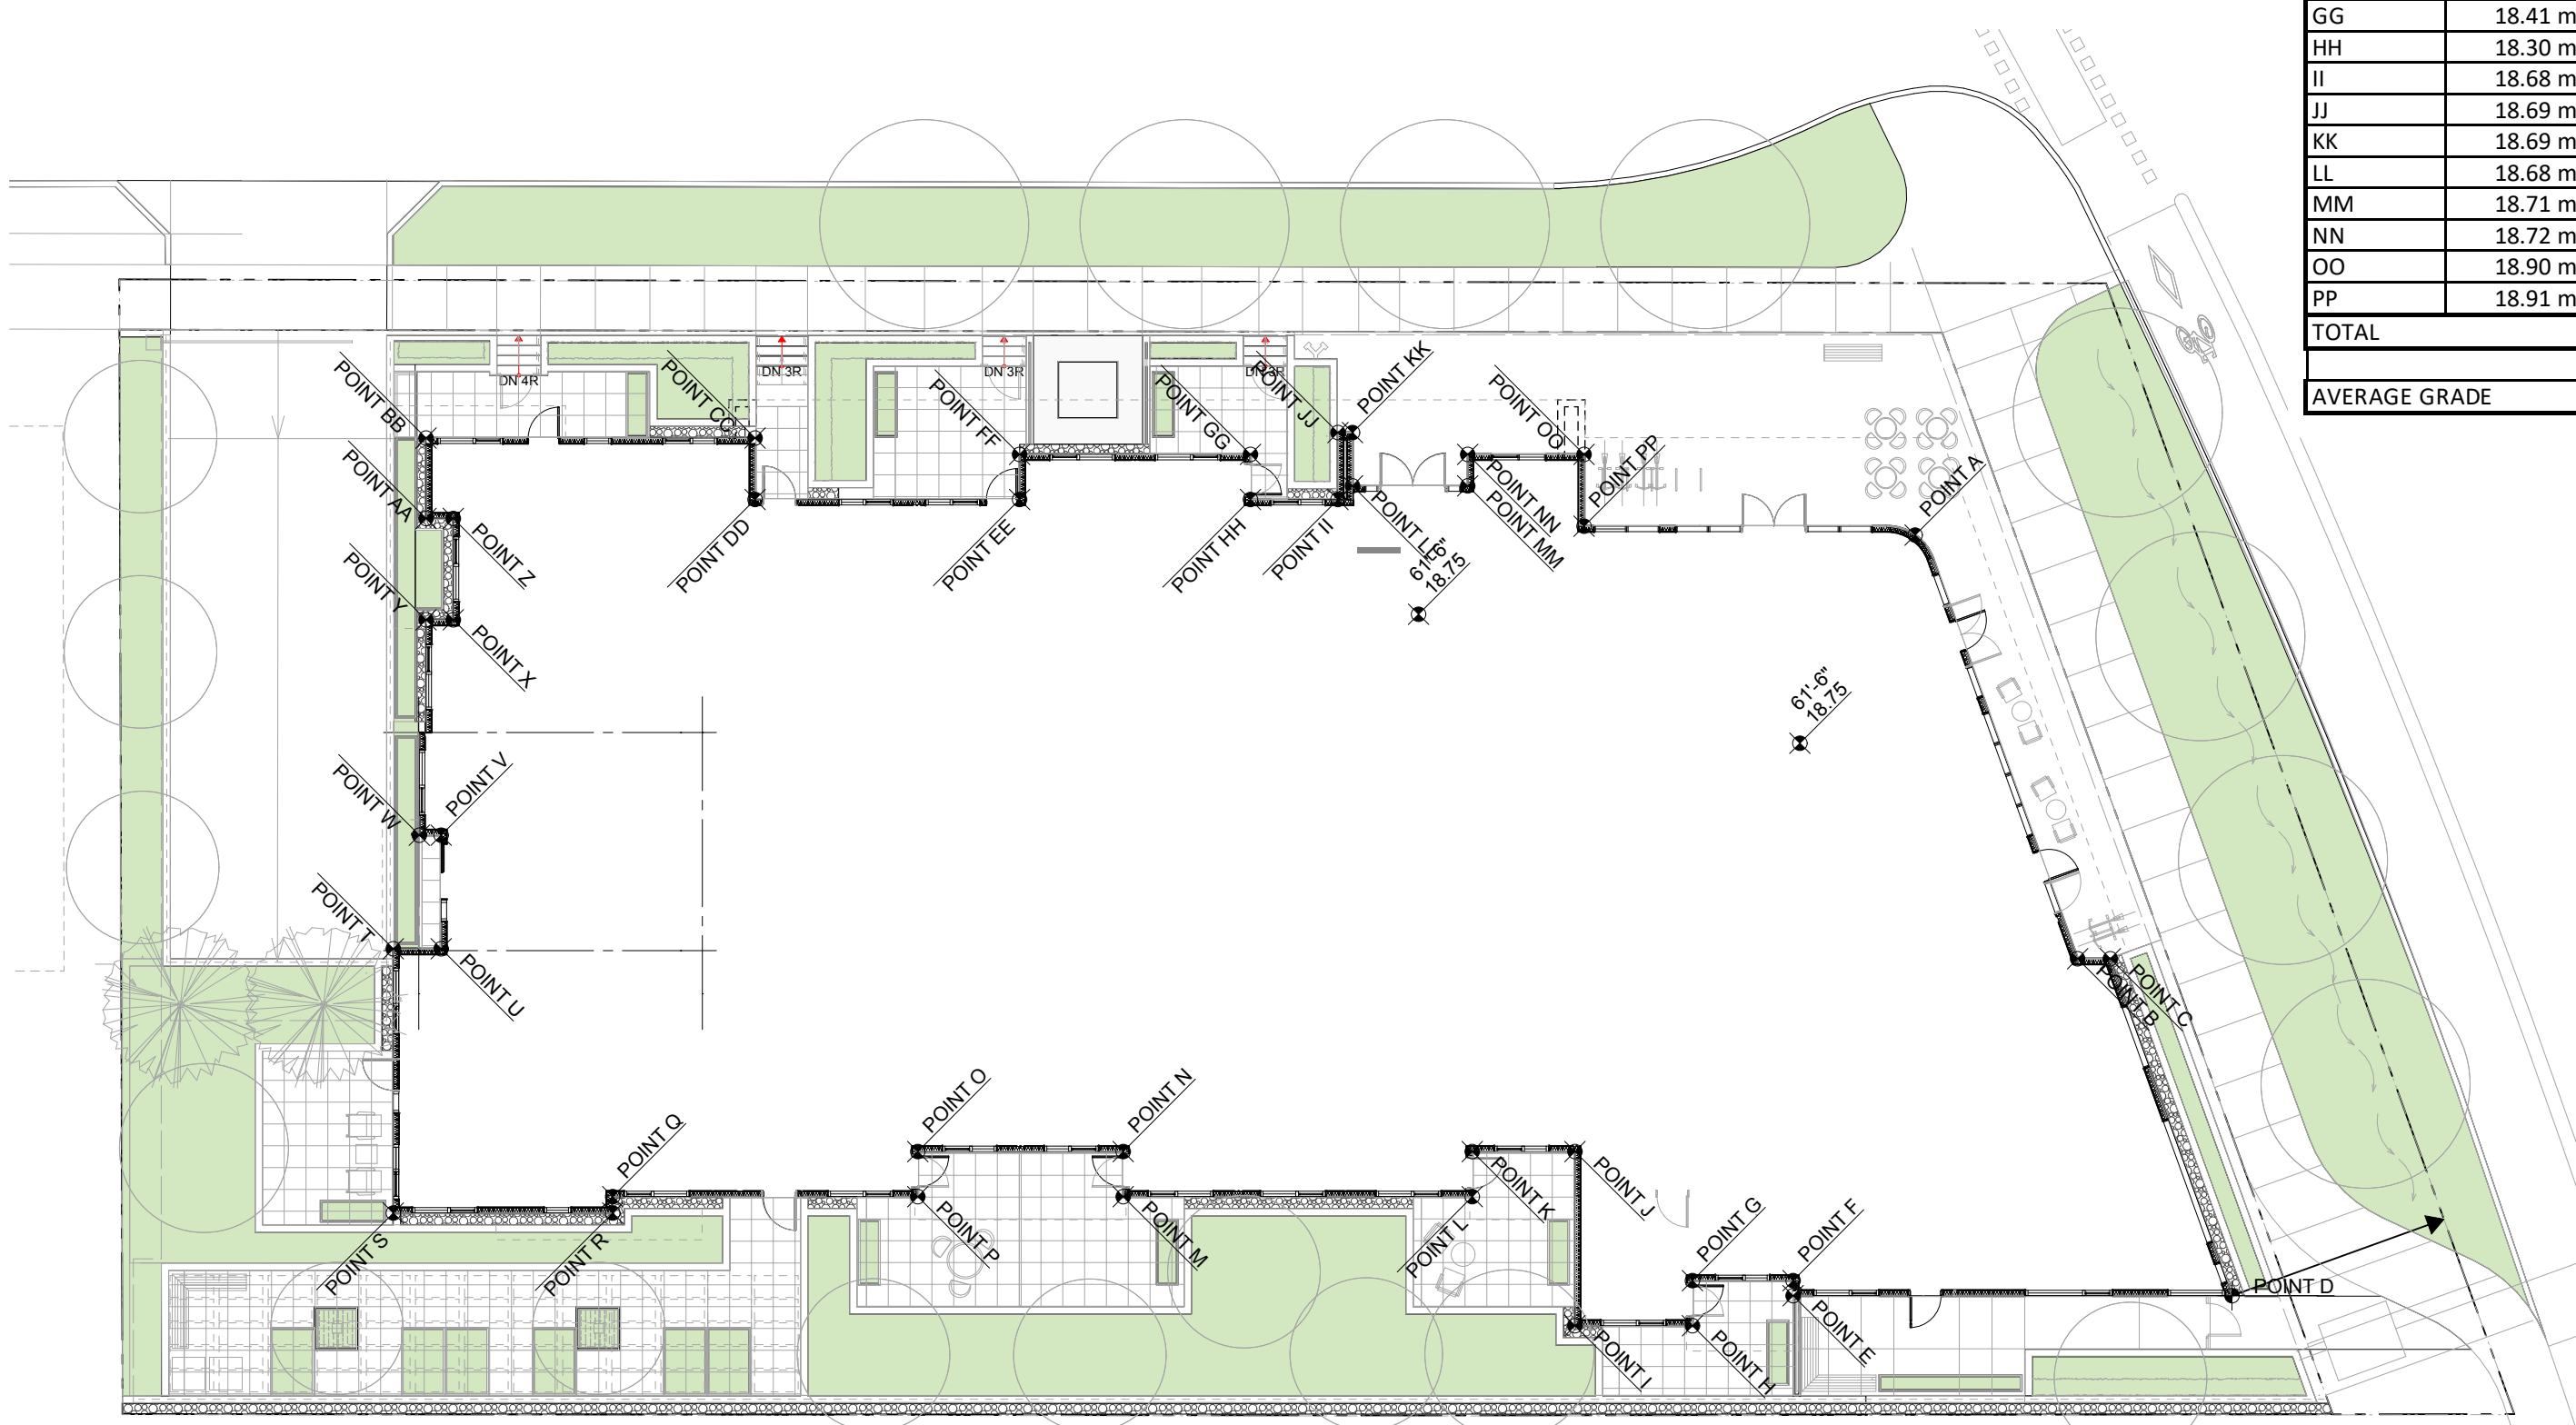 GG 18.41 m
HH 18.30 m
II 18.68 m
JJ 18.69 m
KK 18.69 m
LL 18.68 m
MM 18.71 m
NN 18.72 m
OO 18.90 m
PP 18.91 m
TOTAL
AVERAGE GRADE
DN 4R
DN 3R
DN 3R
DN 3R
POINT BB
POINT CC
POINT FF
POINT GG
POINT JJ
POINT KK
POINT OO
POINT PP
POINT A
POINT AA
POINT Z
POINT DD
POINT EE
POINT HH
POINT II
POINT LL
POINT NN
POINT MM
61'-6"
18.75
POINT Y
POINT X
61'-6"
18.75
POINT W
POINT V
POINT T
POINT U
POINT B
POINT C
POINT Q
POINT O
POINT N
POINT K
POINT J
POINT G
POINT F
POINT S
POINT R
POINT P
POINT M
POINT L
POINT D
POINT I
POINT H
POINT E